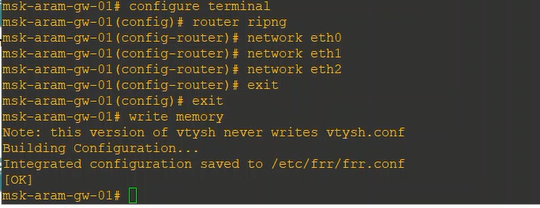 msk-aram-gw-01# configure terminal
msk-aram-gw-01(config)# router ripng
msk-aram-gw-01(config-router)# network eth0
msk-aram-gw-01(config-router)# network eth1
msk-aram-gw-01(config-router)# network eth2
msk-aram-gw-01(config-router)# exit
msk-aram-gw-01(config)# exit
msk-aram-gw-01# write memory
Note: this version of vtysh never writes vtysh.conf
Building Configuration...
Integrated configuration saved to /etc/frr/frr.conf
[OK]
msk-aram-gw-01#